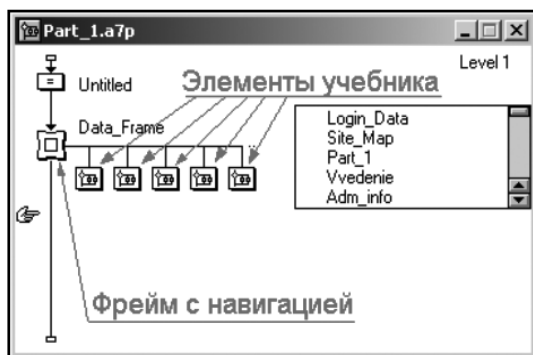 Part_1.a7p
Level 1
=
Untitled
Элементы учебника
Data_Frame
Login_Data
Site_Map
Part_1
Vvedenie
Adm_info
Фрейм с навигацией